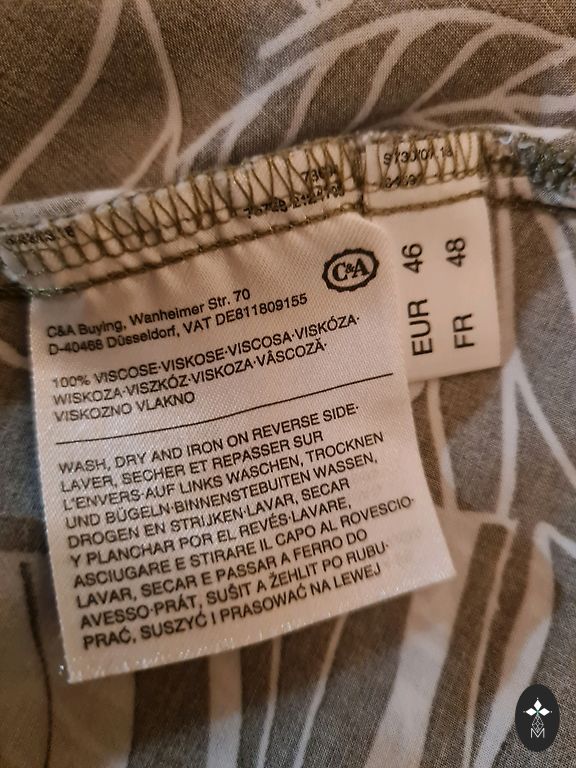 C&A
C&A Buying, Wanheimer Str. 70
D-40468 Düsseldorf, VAT DE811809155
100% VISCOSE·VISKOSE·VISCOSA·VISKÓZA·
WISKOZA·VISZKÓZ·VISKOZA·VÂSCOZĂ·
VISKOZNO VLAKNO
WASH, DRY AND IRON ON REVERSE SIDE·
LAVER, SECHER ET REPASSER SUR
L'ENVERS·AUF LINKS WASCHEN, TROCKNEN
UND BÜGELN·BINNENSTEBUITEN WASSEN,
DROGEN EN STRIJKEN·LAVAR, SECAR
Y PLANCHAR POR EL REVÉS·LAVARE,
ASCIUGARE E STIRARE IL CAPO AL ROVESCIO·
LAVAR, SECAR E PASSAR A FERRO DO
AVESSO·PRÁT, SUŠIT A ŽEHLIT PO RUBU·
PRAĆ, SUSZYĆ I PRASOWAĆ NA LEWEJ
EUR 46
FR 48